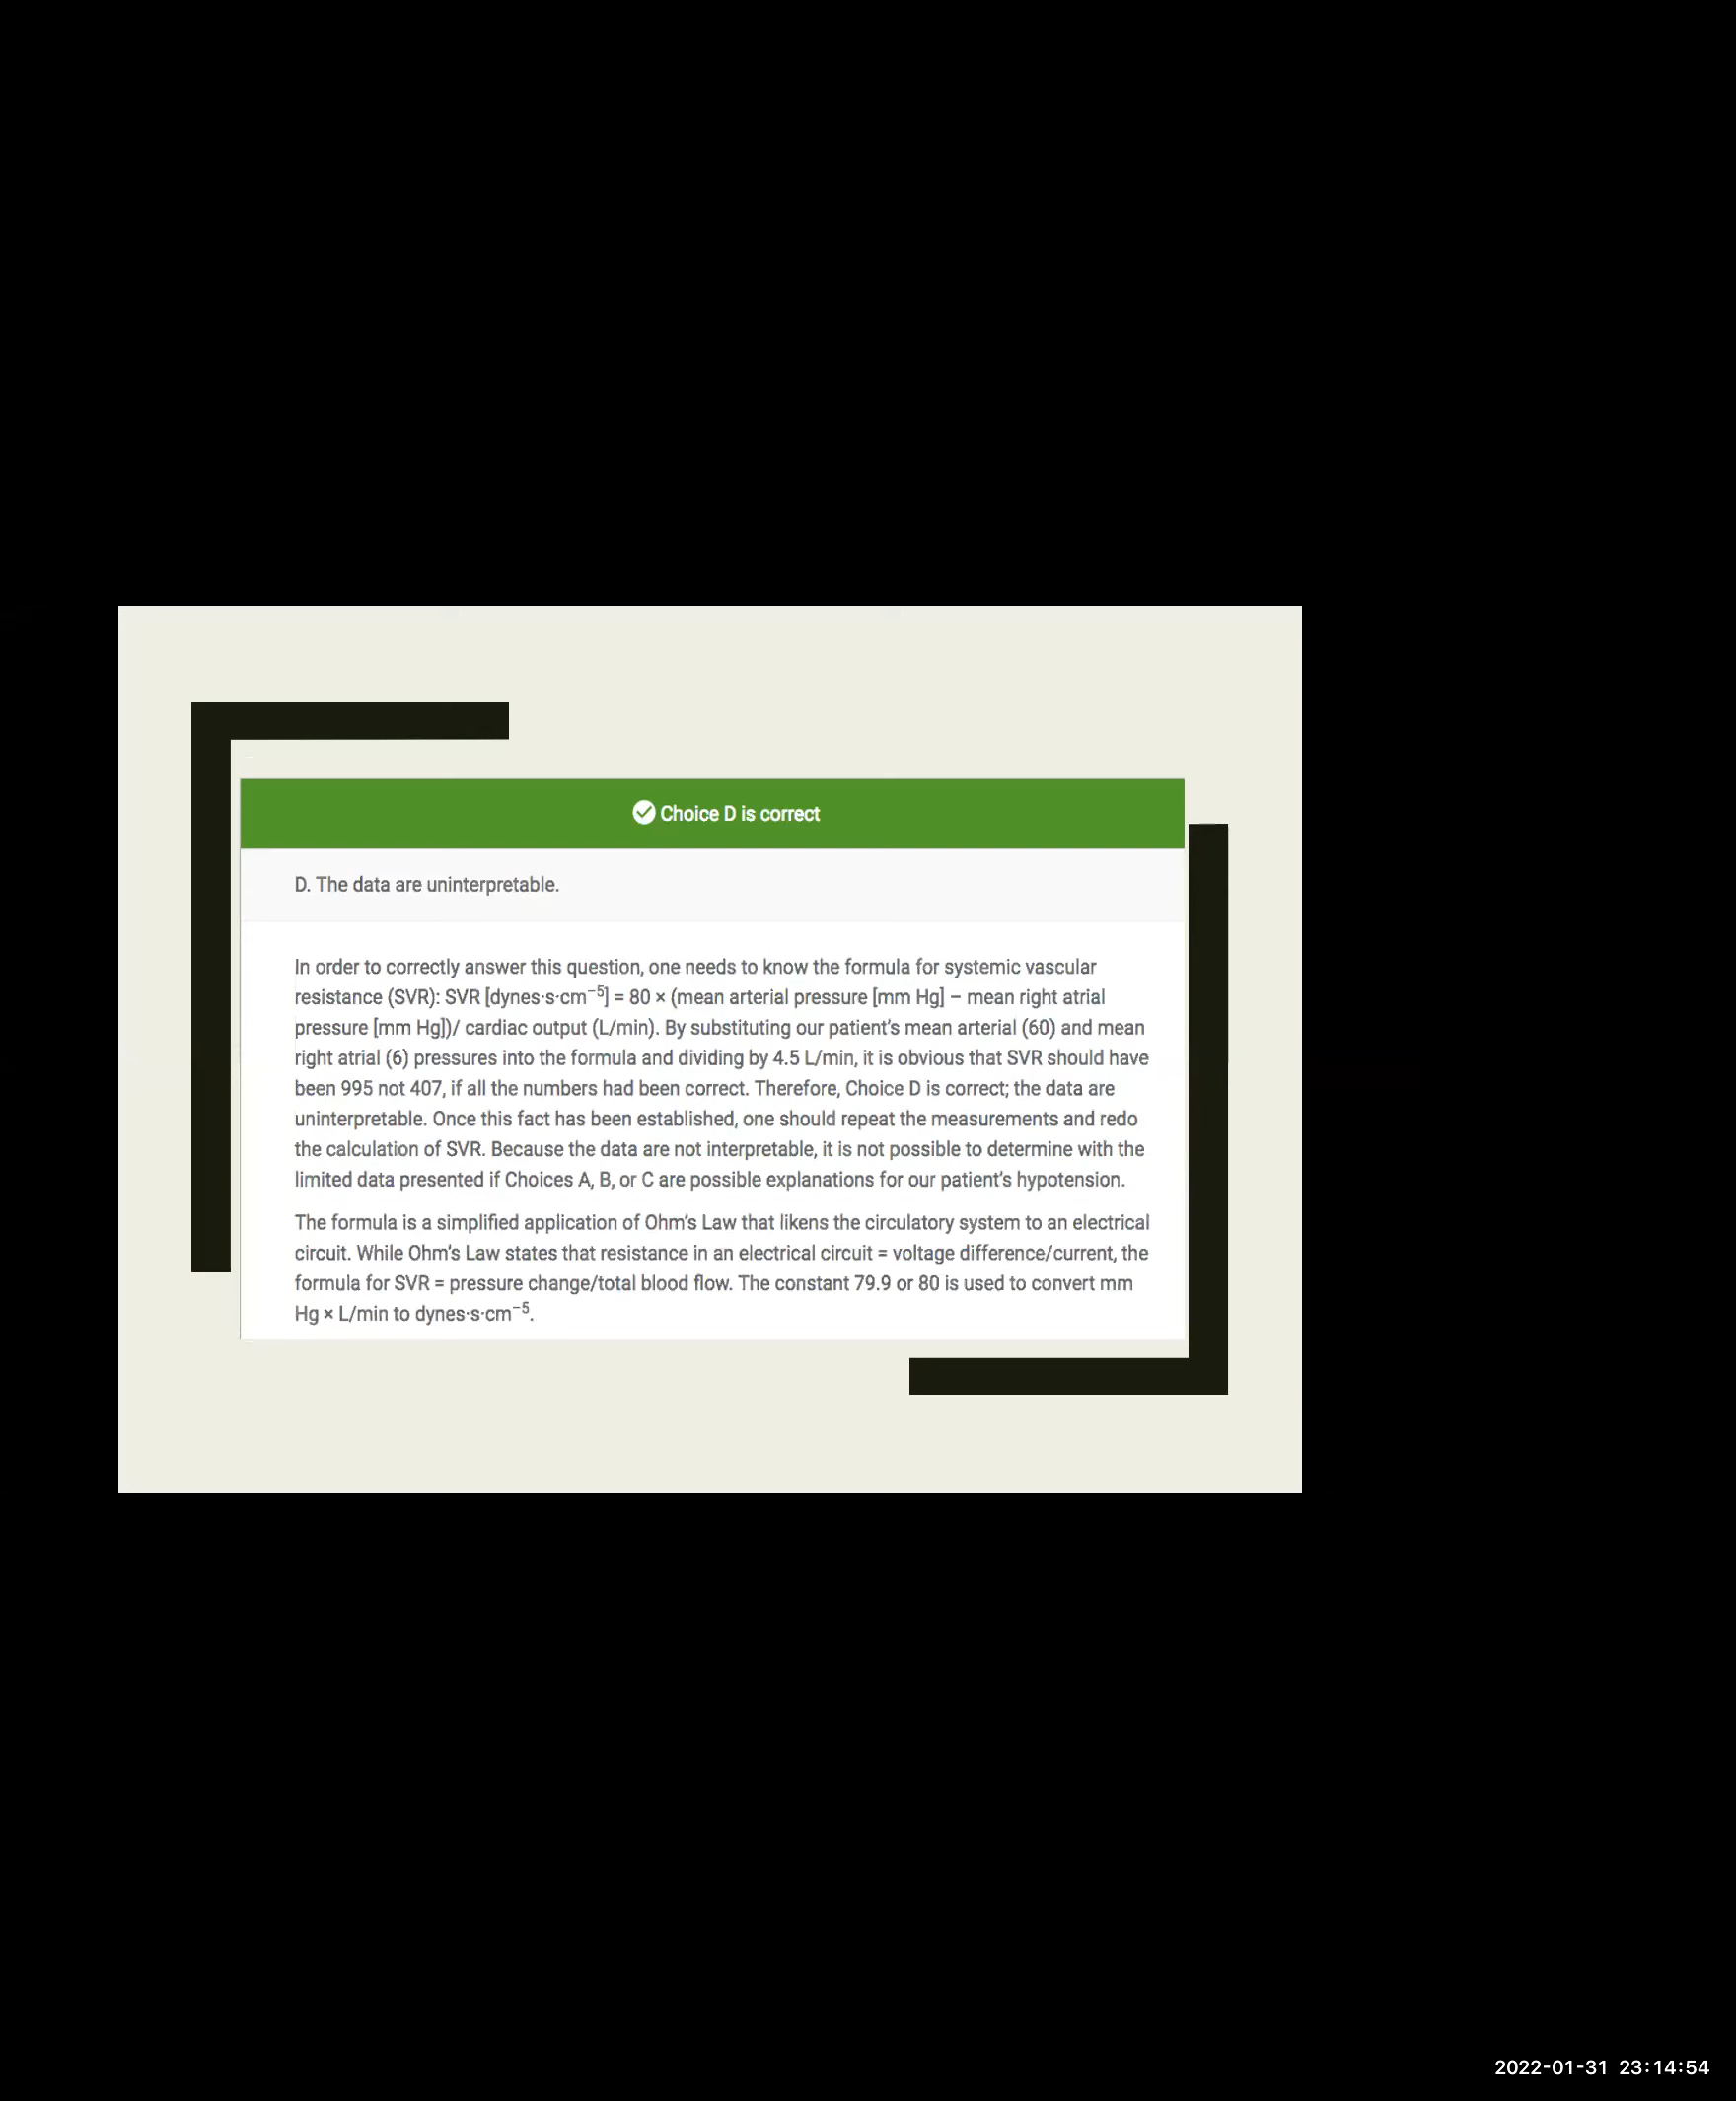 Choice D is correct
D. The data are uninterpretable.
In order to correctly answer this question, one needs to know the formula for systemic vascular
resistance (SVR): SVR [dynes·s·cm⁻⁵] = 80 × (mean arterial pressure [mm Hg] – mean right atrial
pressure [mm Hg])/ cardiac output (L/min). By substituting our patient's mean arterial (60) and mean
right atrial (6) pressures into the formula and dividing by 4.5 L/min, it is obvious that SVR should have
been 995 not 407, if all the numbers had been correct. Therefore, Choice D is correct; the data are
uninterpretable. Once this fact has been established, one should repeat the measurements and redo
the calculation of SVR. Because the data are not interpretable, it is not possible to determine with the
limited data presented if Choices A, B, or C are possible explanations for our patient's hypotension.
The formula is a simplified application of Ohm's Law that likens the circulatory system to an electrical
circuit. While Ohm's Law states that resistance in an electrical circuit = voltage difference/current, the
formula for SVR = pressure change/total blood flow. The constant 79.9 or 80 is used to convert mm
Hg × L/min to dynes·s·cm⁻⁵.
2022-01-31 23:14:54